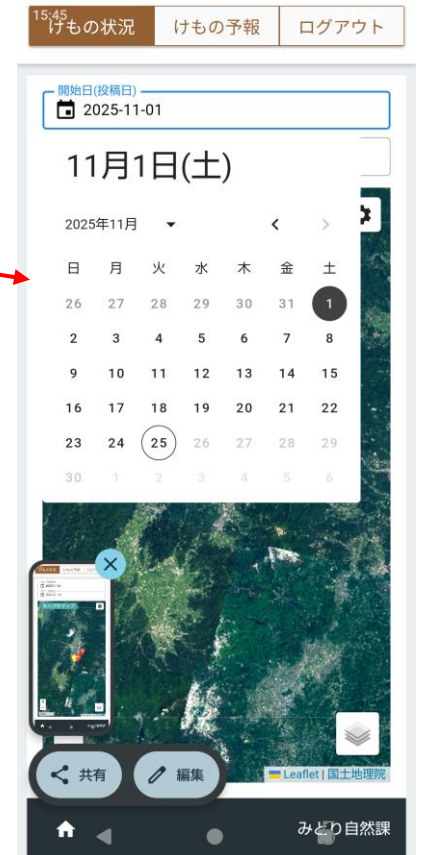 15:45
けもの状況 けもの予報 ログアウト
開始日(投稿日)
2025-11-01
11月1日(土)
2025年11月
日 月 火 水 木 金 土
26 27 28 29 30 31 1
2 3 4 5 6 7 8
9 10 11 12 13 14 15
16 17 18 19 20 21 22
23 24 25 26 27 28 29
30 1 2 3 4 5 6
共有 編集
Leaflet | 国土地理院
みどり自然課